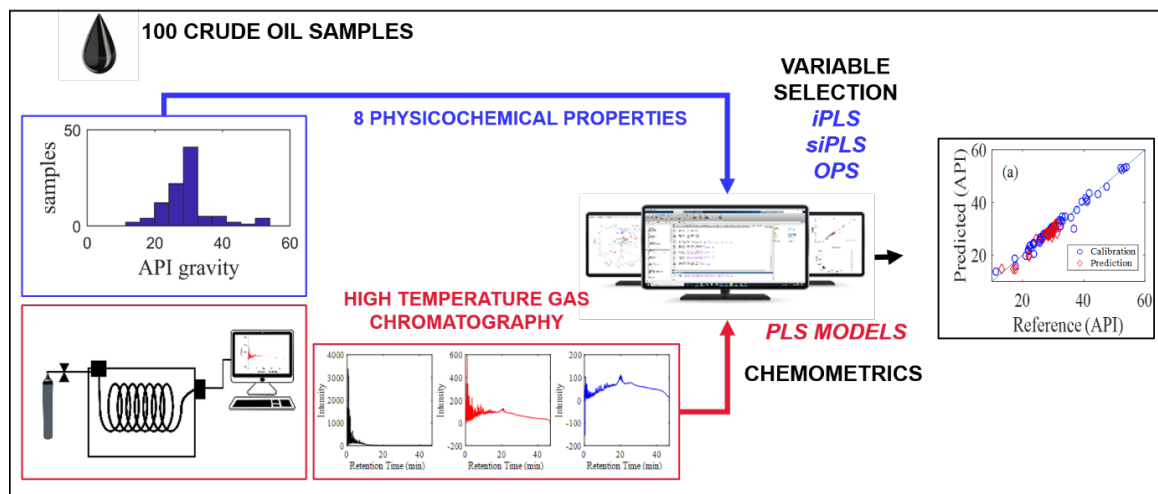 100 CRUDE OIL SAMPLES
8 PHYSICOCHEMICAL PROPERTIES
VARIABLE
SELECTION
iPLS
siPLS
OPS
50
0
samples
0 20 40 60
API gravity
HIGH TEMPERATURE GAS
CHROMATOGRAPHY
4000
3000
2000
1000
0
Intensity
0 20 40
Retention Time (min)
600
400
200
0
-200
Intensity
0 20 40
Retention Time (min)
200
100
0
-100
-200
Intensity
0 20 40
Retention Time (min)
PLS MODELS
CHEMOMETRICS
(a)
60
40
20
Predicted (API)
Calibration
Prediction
20 40 60
Reference (API)